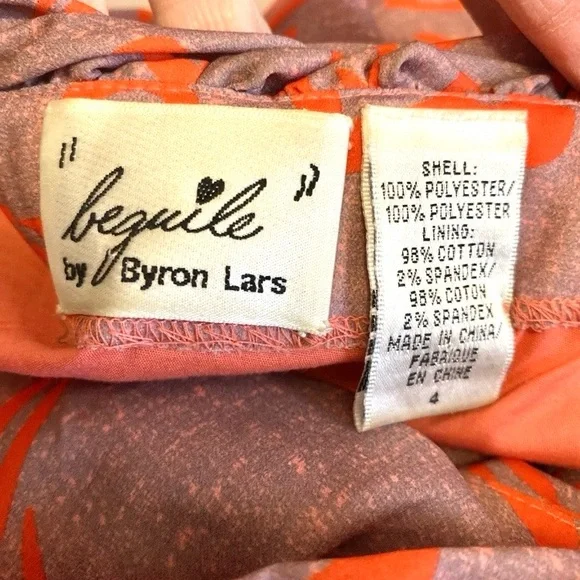 "beguile"
by Byron Lars
SHELL:
100% POLYESTER/
100% POLYESTER
LINING:
98% COTTON
2% SPANDEX/
98% COTON
2% SPANDEX
MADE IN CHINA/
FABRIQUE
EN CHINE
4